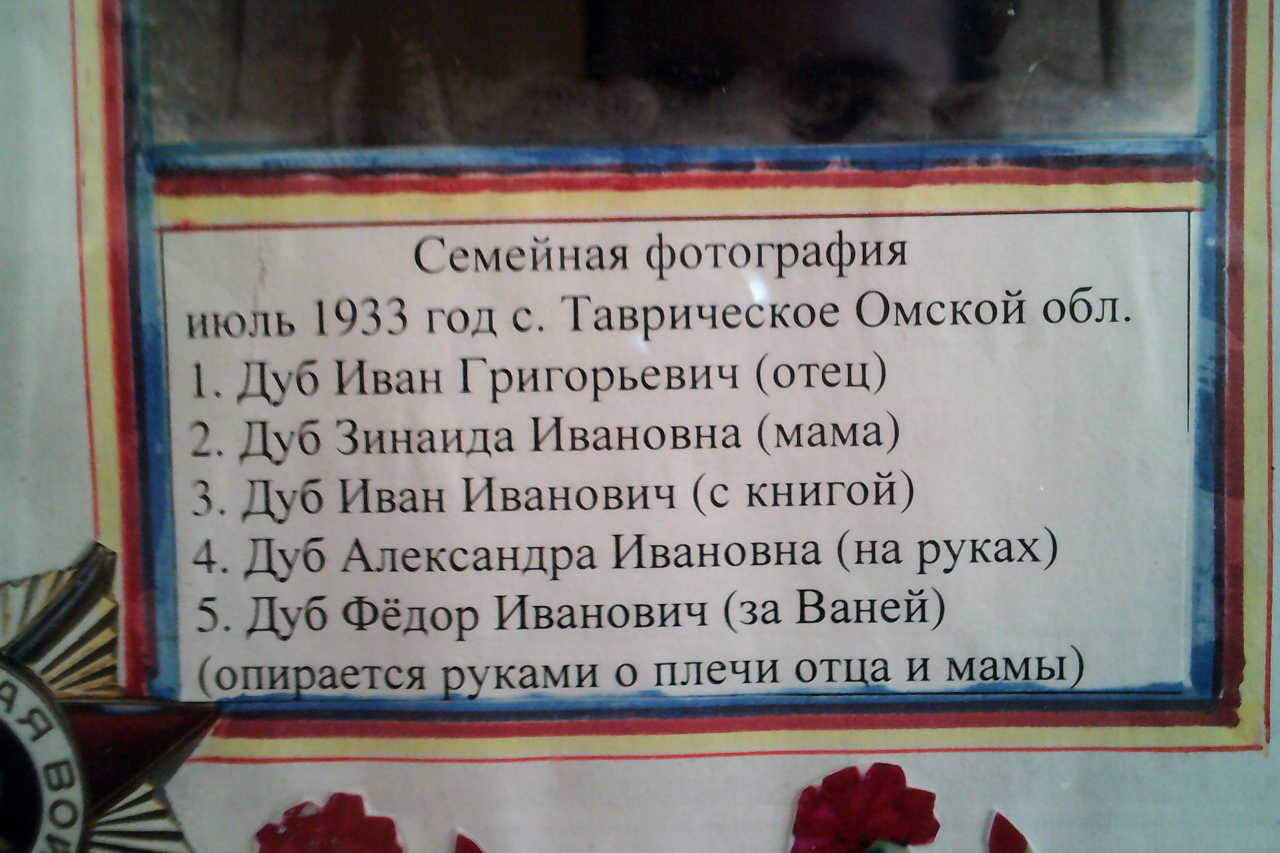 Семейная фотография
июль 1933 год с. Таврическое Омской обл.
1. Дуб Иван Григорьевич (отец)
2. Дуб Зинаида Ивановна (мама)
3. Дуб Иван Иванович (с книгой)
4. Дуб Александра Ивановна (на руках)
5. Дуб Фёдор Иванович (за Ваней)
(опирается руками о плечи отца и мамы)